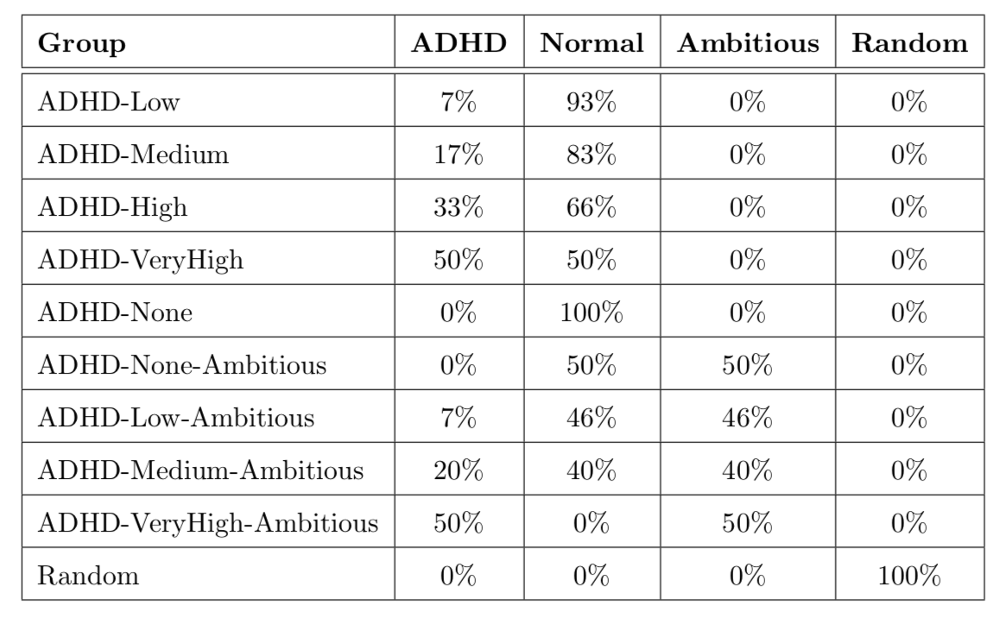 Group ADHD Normal Ambitious Random
ADHD-Low 7% 93% 0% 0%
ADHD-Medium 17% 83% 0% 0%
ADHD-High 33% 66% 0% 0%
ADHD-VeryHigh 50% 50% 0% 0%
ADHD-None 0% 100% 0% 0%
ADHD-None-Ambitious 0% 50% 50% 0%
ADHD-Low-Ambitious 7% 46% 46% 0%
ADHD-Medium-Ambitious 20% 40% 40% 0%
ADHD-VeryHigh-Ambitious 50% 0% 50% 0%
Random 0% 0% 0% 100%